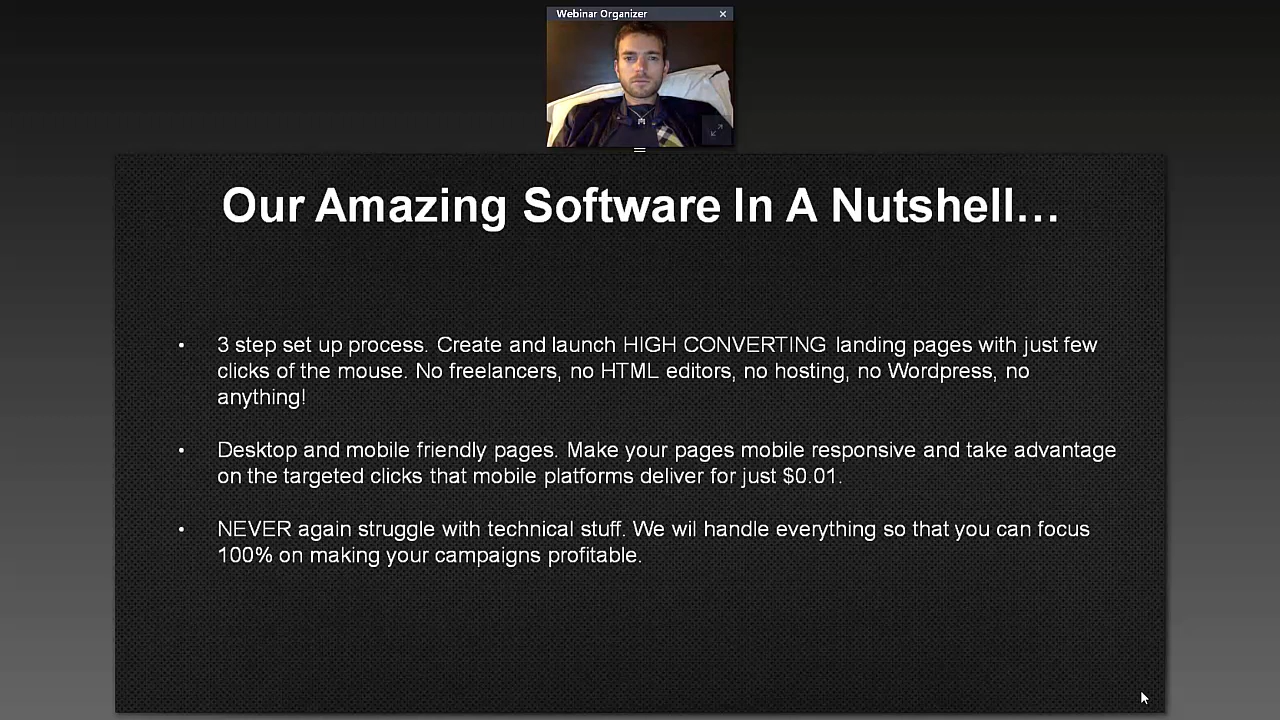 Webinar Organizer
Our Amazing Software In A Nutshell…
• 3 step set up process. Create and launch HIGH CONVERTING landing pages with just few
clicks of the mouse. No freelancers, no HTML editors, no hosting, no Wordpress, no
anything!
• Desktop and mobile friendly pages. Make your pages mobile responsive and take advantage
on the targeted clicks that mobile platforms deliver for just $0.01.
• NEVER again struggle with technical stuff. We wil handle everything so that you can focus
100% on making your campaigns profitable.